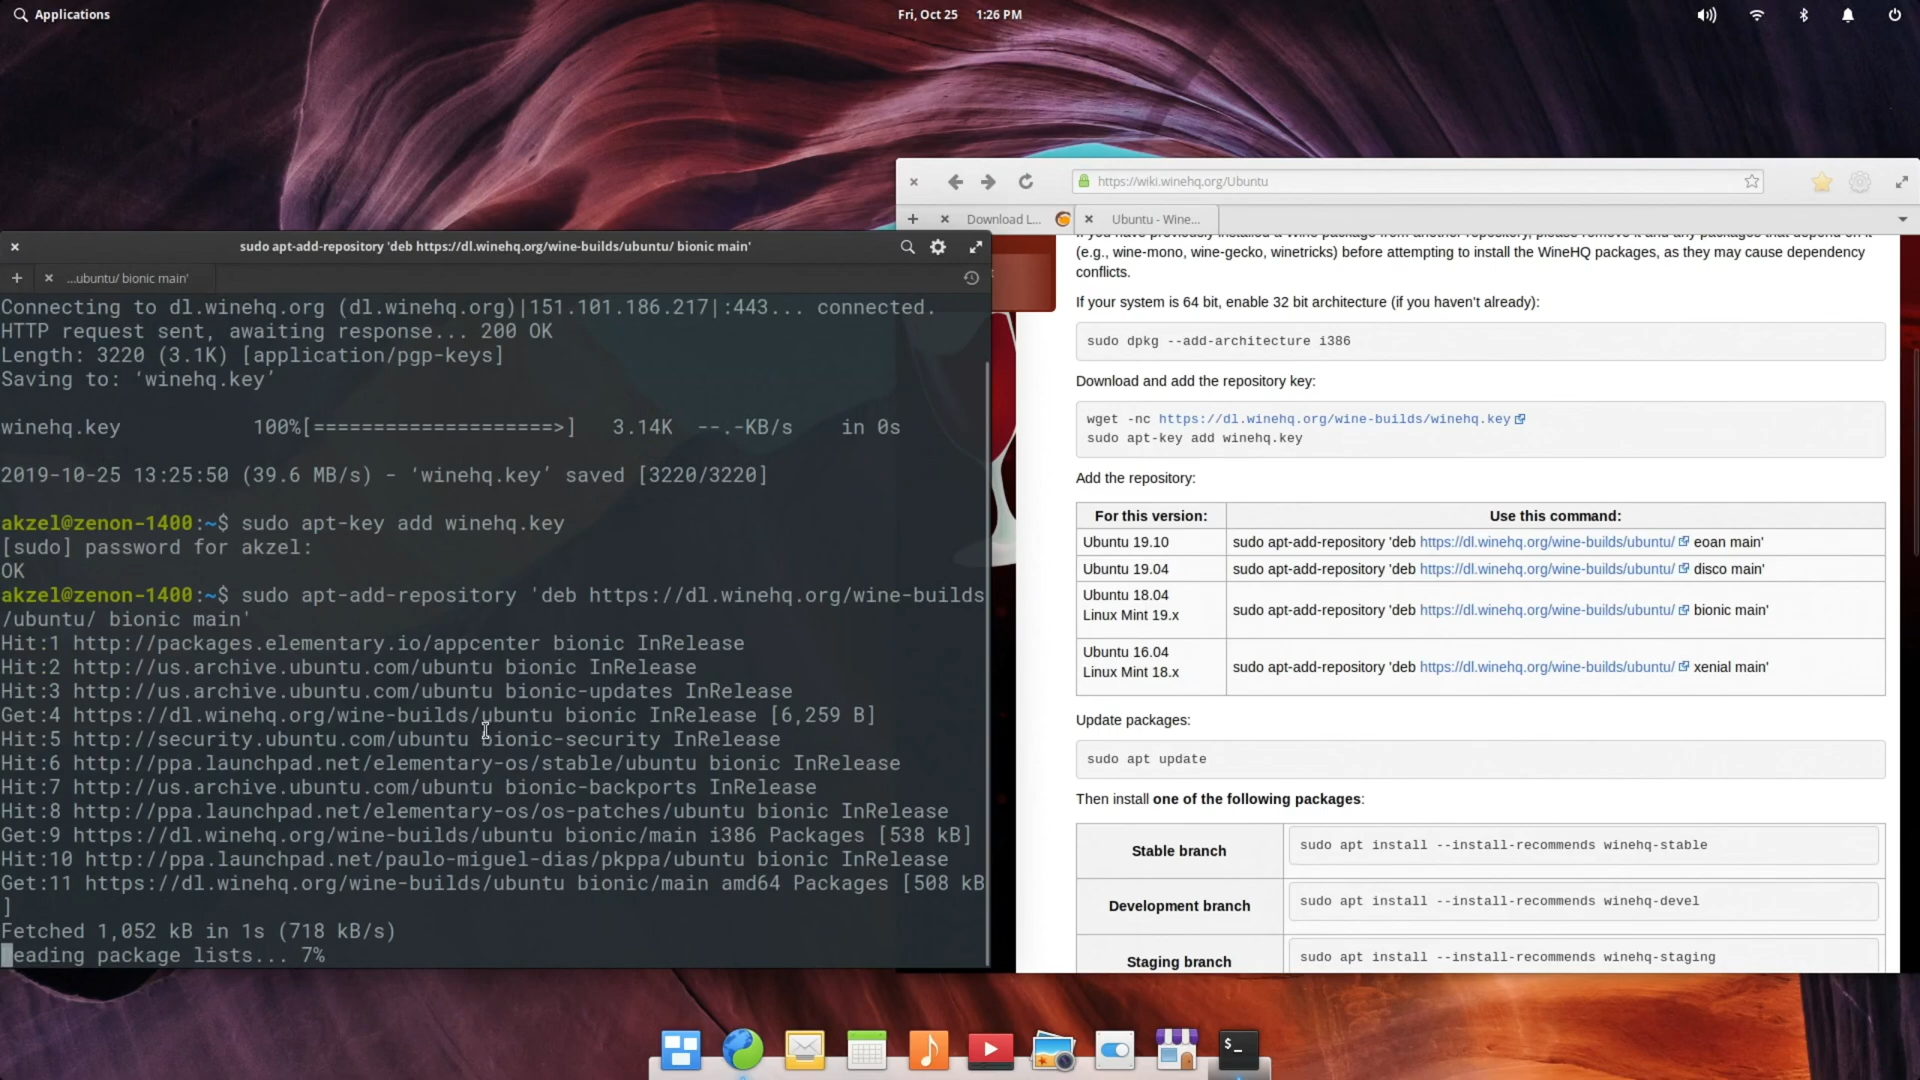 Applications
Fri, Oct 25 1:26 PM
https://wiki.winehq.org/Ubuntu
Download L...
Ubuntu - Wine...
(e.g., wine-mono, wine-gecko, winetricks) before attempting to install the WineHQ packages, as they may cause dependency
conflicts.
If your system is 64 bit, enable 32 bit architecture (if you haven't already):
sudo dpkg --add-architecture i386
Download and add the repository key:
wget -nc https://dl.winehq.org/wine-builds/winehq.key
sudo apt-key add winehq.key
Add the repository:
For this version: Use this command:
Ubuntu 19.10 sudo apt-add-repository 'deb https://dl.winehq.org/wine-builds/ubuntu/ eoan main'
Ubuntu 19.04 sudo apt-add-repository 'deb https://dl.winehq.org/wine-builds/ubuntu/ disco main'
Ubuntu 18.04
Linux Mint 19.x
sudo apt-add-repository 'deb https://dl.winehq.org/wine-builds/ubuntu/ bionic main'
Ubuntu 16.04
Linux Mint 18.x
sudo apt-add-repository 'deb https://dl.winehq.org/wine-builds/ubuntu/ xenial main'
Update packages:
sudo apt update
Then install one of the following packages:
Stable branch sudo apt install --install-recommends winehq-stable
Development branch sudo apt install --install-recommends winehq-devel
Staging branch sudo apt install --install-recommends winehq-staging
sudo apt-add-repository 'deb https://dl.winehq.org/wine-builds/ubuntu/ bionic main'
...ubuntu/ bionic main'
Connecting to dl.winehq.org (dl.winehq.org)|151.101.186.217|:443... connected.
HTTP request sent, awaiting response... 200 OK
Length: 3220 (3.1K) [application/pgp-keys]
Saving to: ‘winehq.key’
winehq.key 100%[====================>] 3.14K --.-KB/s in 0s
2019-10-25 13:25:50 (39.6 MB/s) - ‘winehq.key’ saved [3220/3220]
akzel@zenon-1400:~$ sudo apt-key add winehq.key
[sudo] password for akzel:
OK
akzel@zenon-1400:~$ sudo apt-add-repository 'deb https://dl.winehq.org/wine-builds
/ubuntu/ bionic main'
Hit:1 http://packages.elementary.io/appcenter bionic InRelease
Hit:2 http://us.archive.ubuntu.com/ubuntu bionic InRelease
Hit:3 http://us.archive.ubuntu.com/ubuntu bionic-updates InRelease
Get:4 https://dl.winehq.org/wine-builds/ubuntu bionic InRelease [6,259 B]
Hit:5 http://security.ubuntu.com/ubuntu bionic-security InRelease
Hit:6 http://ppa.launchpad.net/elementary-os/stable/ubuntu bionic InRelease
Hit:7 http://us.archive.ubuntu.com/ubuntu bionic-backports InRelease
Hit:8 http://ppa.launchpad.net/elementary-os/os-patches/ubuntu bionic InRelease
Get:9 https://dl.winehq.org/wine-builds/ubuntu bionic/main i386 Packages [538 kB]
Hit:10 http://ppa.launchpad.net/paulo-miguel-dias/pkppa/ubuntu bionic InRelease
Get:11 https://dl.winehq.org/wine-builds/ubuntu bionic/main amd64 Packages [508 kB
]
Fetched 1,052 kB in 1s (718 kB/s)
eading package lists... 7%
$_